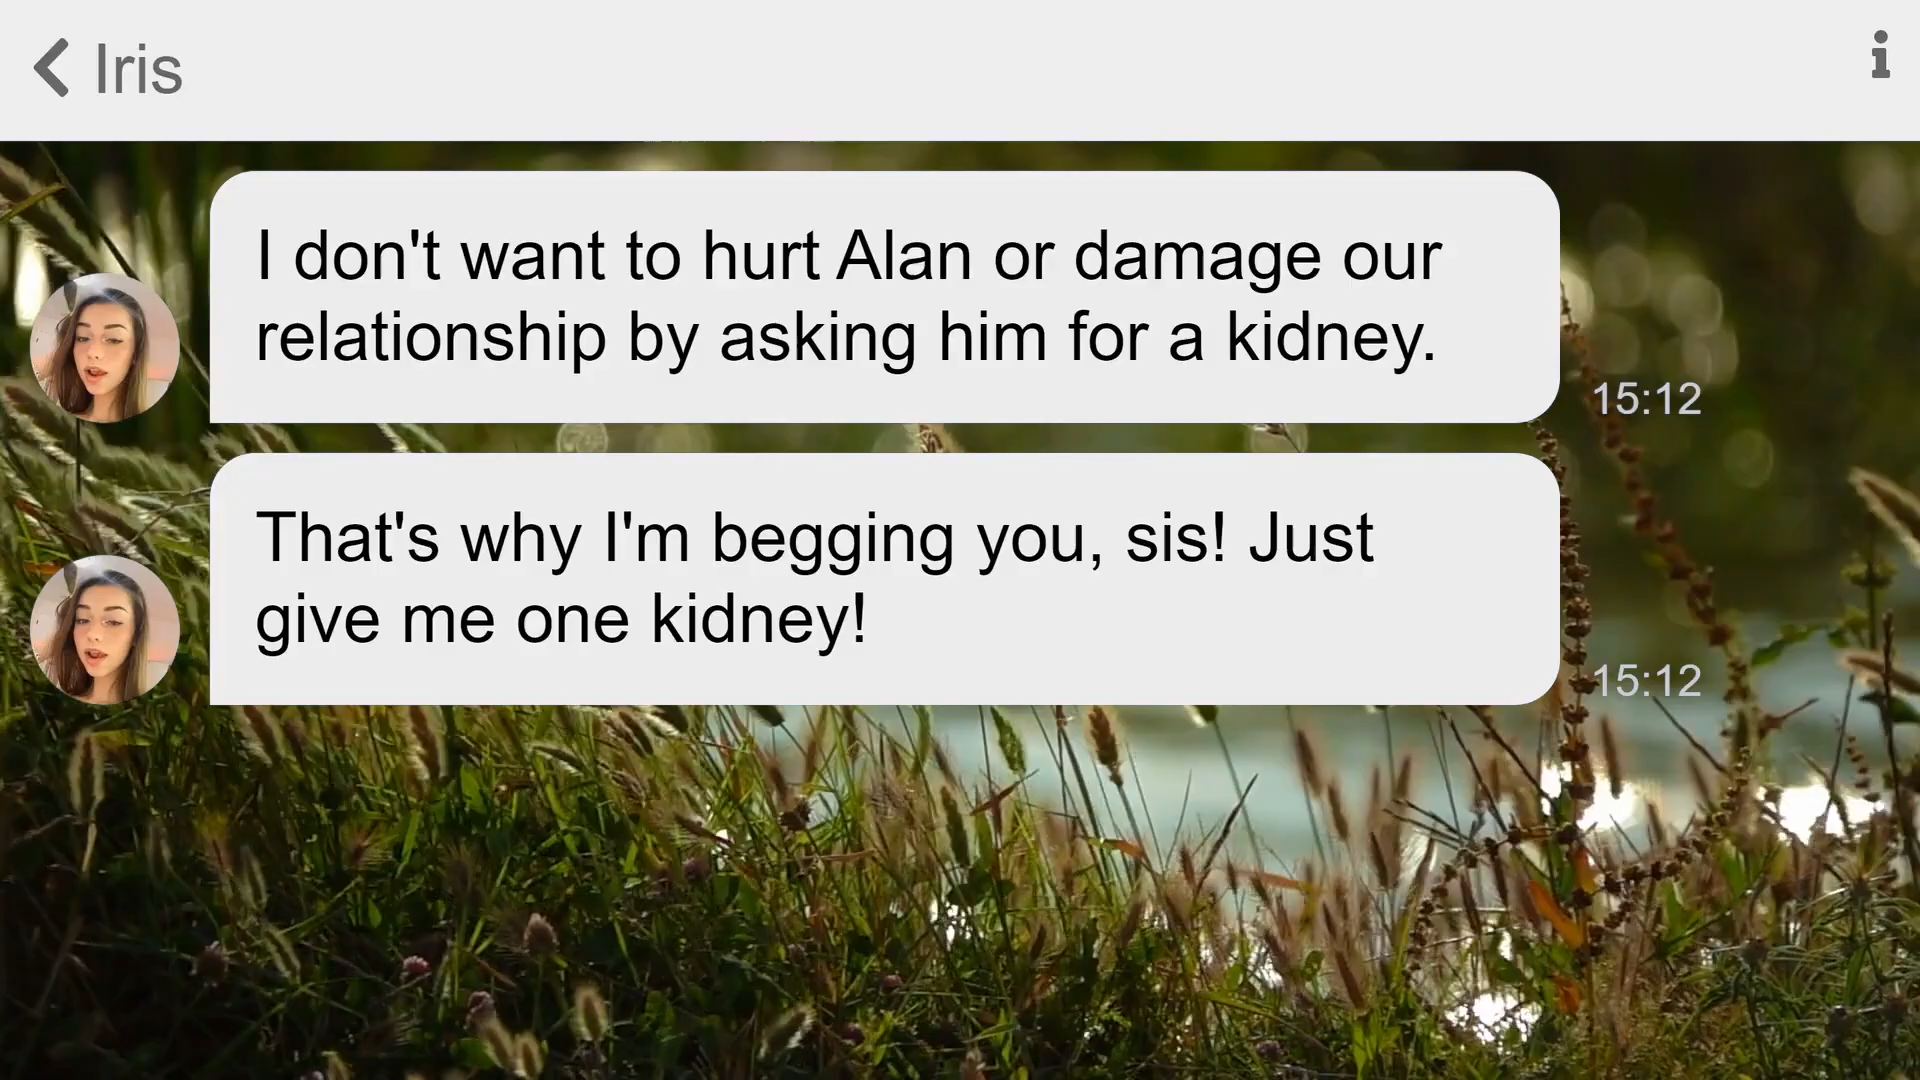 Iris
I don't want to hurt Alan or damage our
relationship by asking him for a kidney.
15:12
That's why I'm begging you, sis! Just
give me one kidney!
15:12